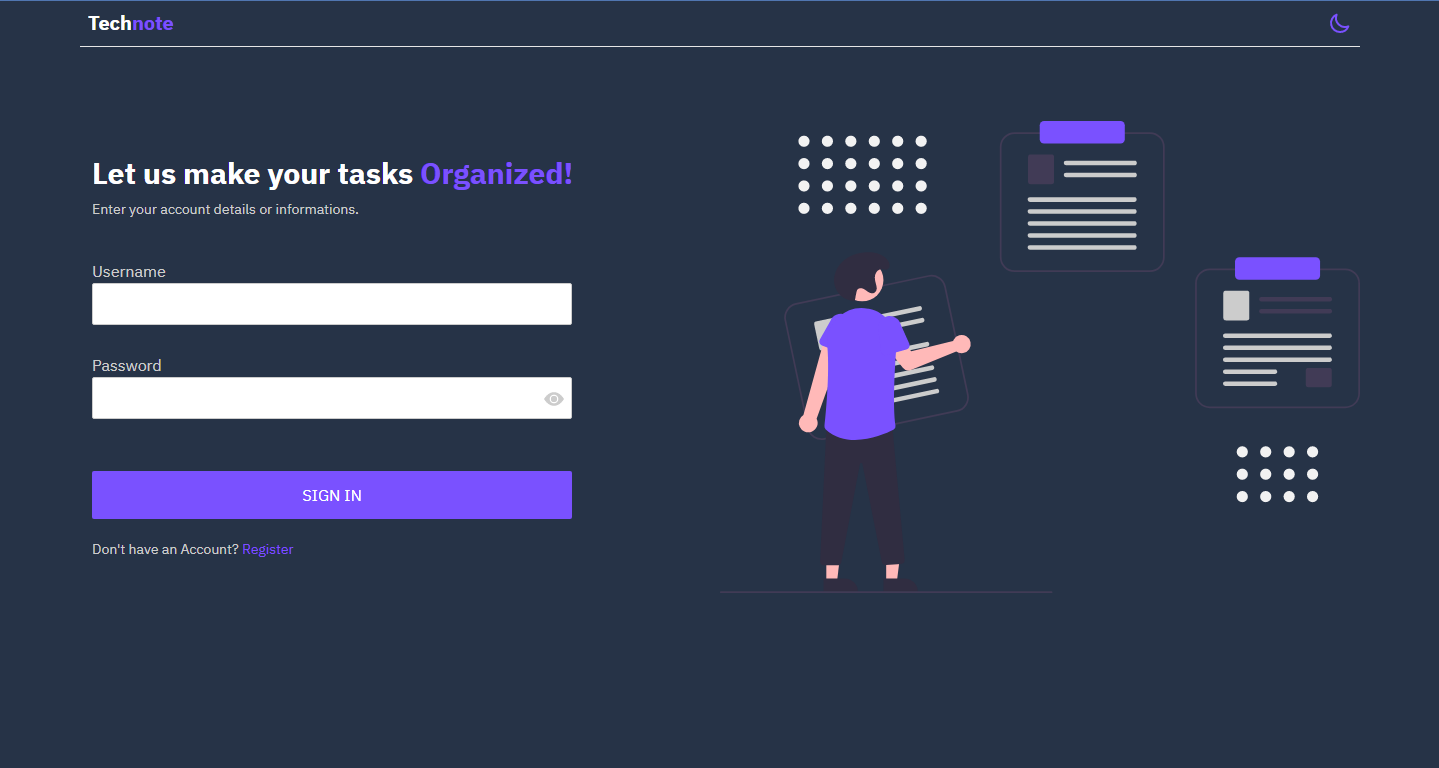 Technote
Let us make your tasks Organized!
Enter your account details or informations.
Username
Password
SIGN IN
Don't have an Account? Register